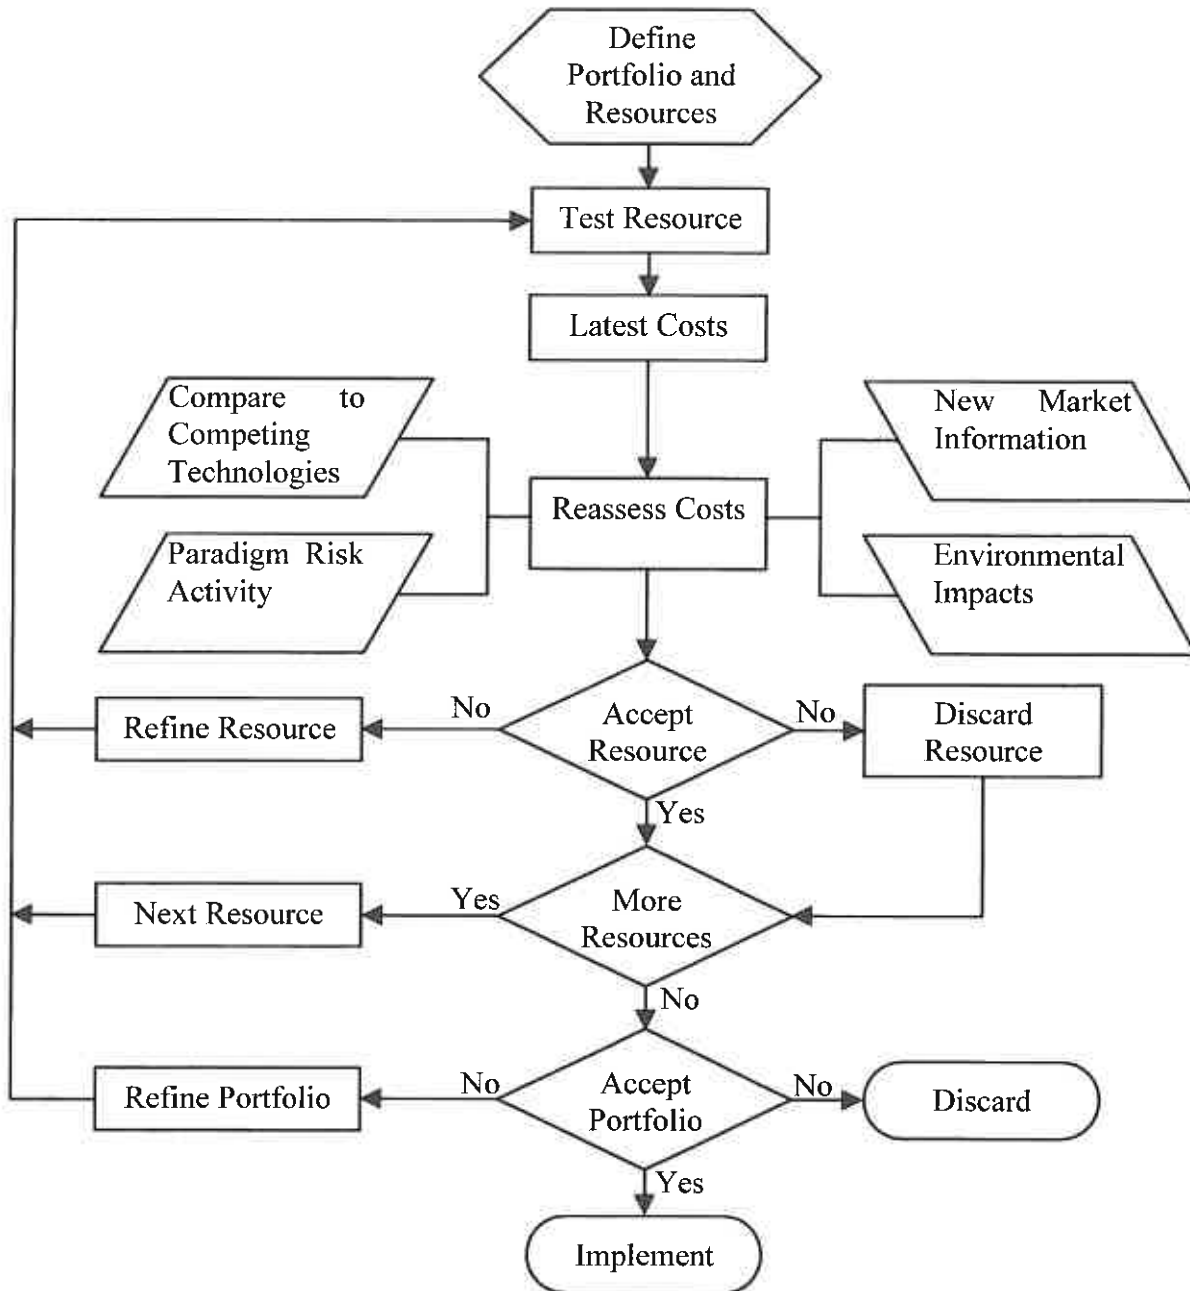 Define
Portfolio and
Resources
Test Resource
Latest Costs
Compare to
Competing
Technologies
New Market
Information
Reassess Costs
Paradigm Risk
Activity
Environmental
Impacts
Refine Resource
No
Accept
Resource
No
Discard
Resource
Yes
Next Resource
Yes
More
Resources
No
Refine Portfolio
No
Accept
Portfolio
No
Discard
Yes
Implement